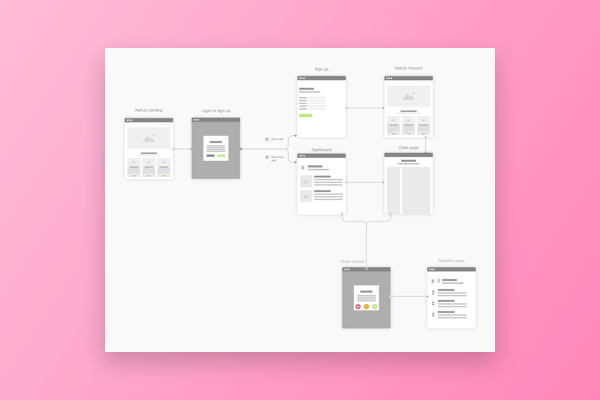 Sign up
AskUp Harvard
AskUp Landing
Login or sign up
New user
Returning
user
Dashboard
Class page
Quick answer
Question page